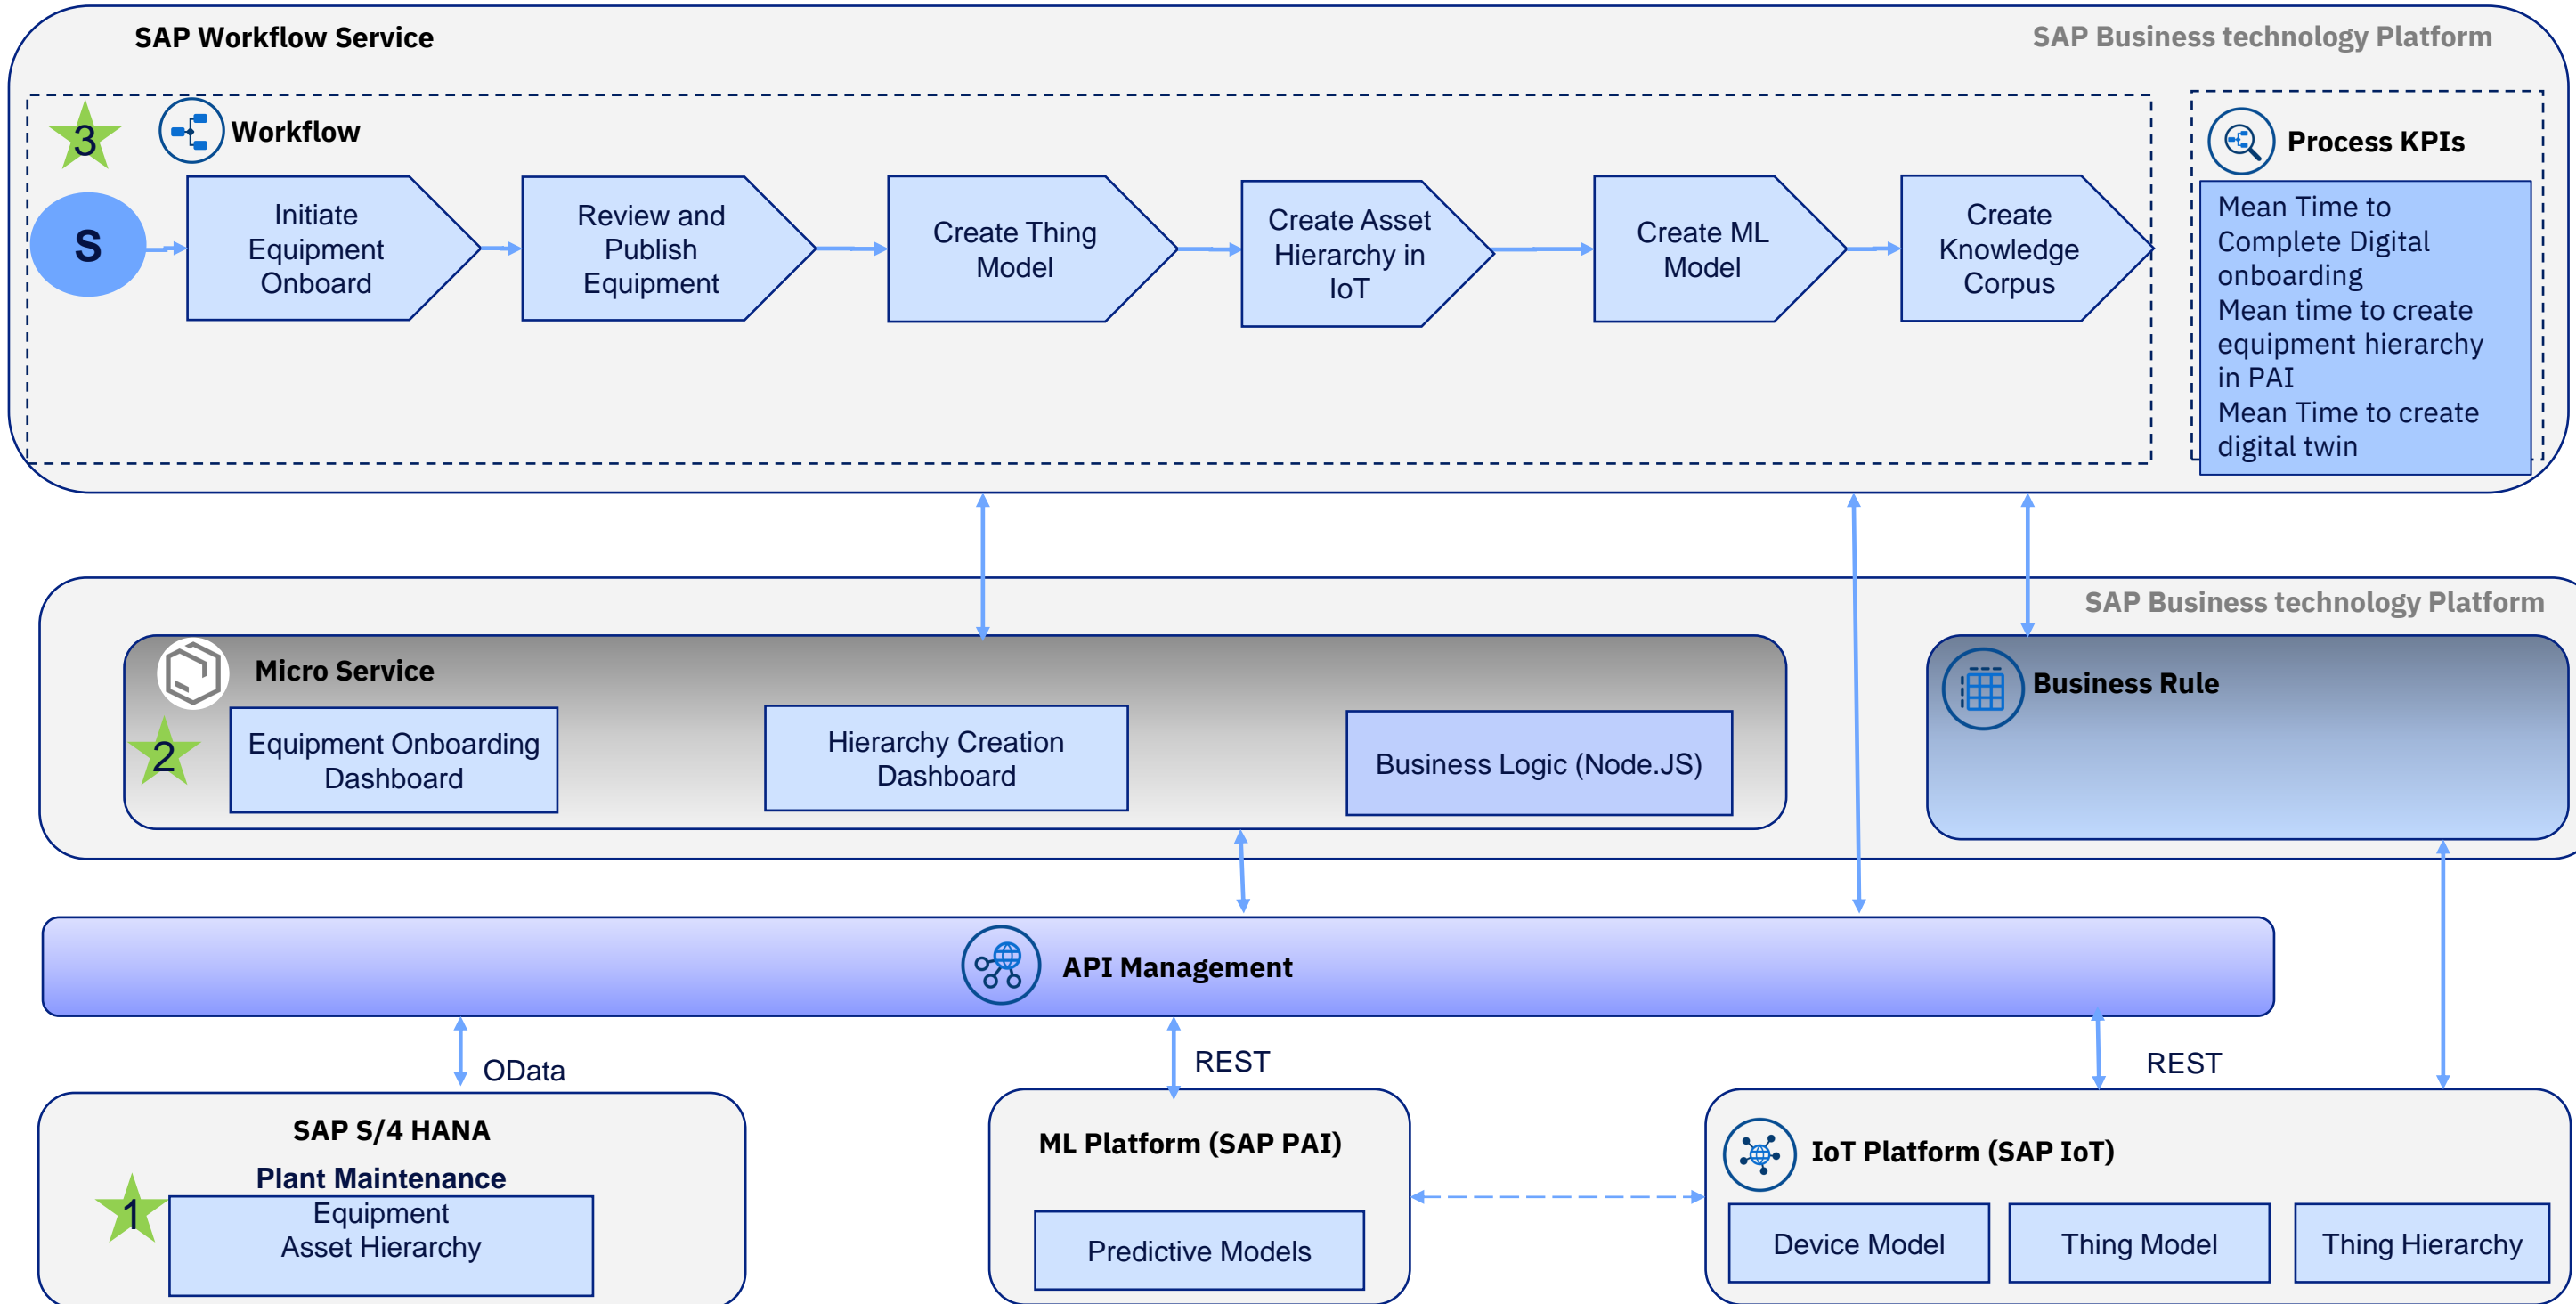 SAP Workflow Service
SAP Business technology Platform
3
Workflow
Process KPIs
S
Initiate
Equipment
Onboard
Review and
Publish
Equipment
Create Thing
Model
Create Asset
Hierarchy in
IoT
Create ML
Model
Create
Knowledge
Corpus
Mean Time to
Complete Digital
onboarding
Mean time to create
equipment hierarchy
in PAI
Mean Time to create
digital twin
SAP Business technology Platform
Micro Service
Business Rule
2
Equipment Onboarding
Dashboard
Hierarchy Creation
Dashboard
Business Logic (Node.JS)
API Management
OData
REST
REST
SAP S/4 HANA
Plant Maintenance
1
Equipment
Asset Hierarchy
ML Platform (SAP PAI)
Predictive Models
IoT Platform (SAP IoT)
Device Model
Thing Model
Thing Hierarchy